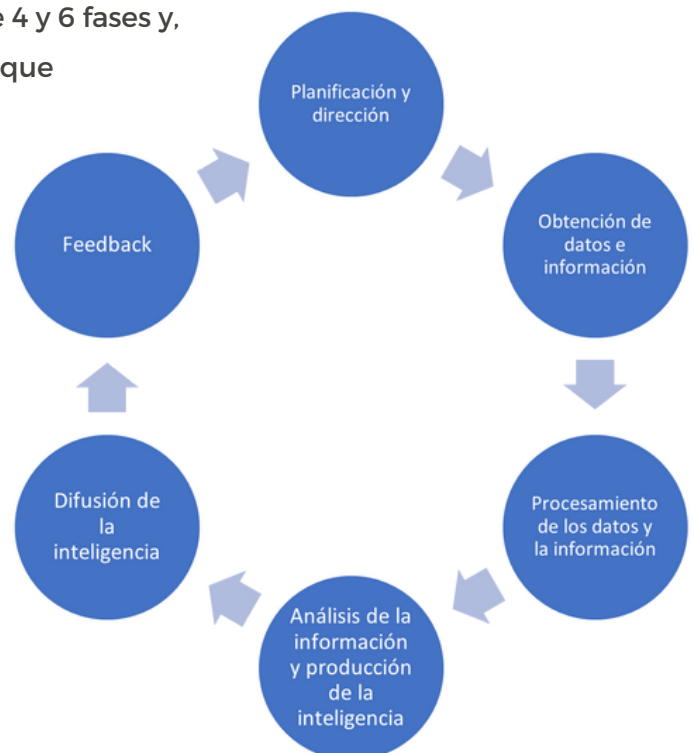 e 4 y 6 fases y,
que
Planificación y
dirección
Obtención de
datos e
información
Procesamiento
de los datos y
la información
Análisis de la
información
y producción
de la
inteligencia
Difusión de
la
inteligencia
Feedback